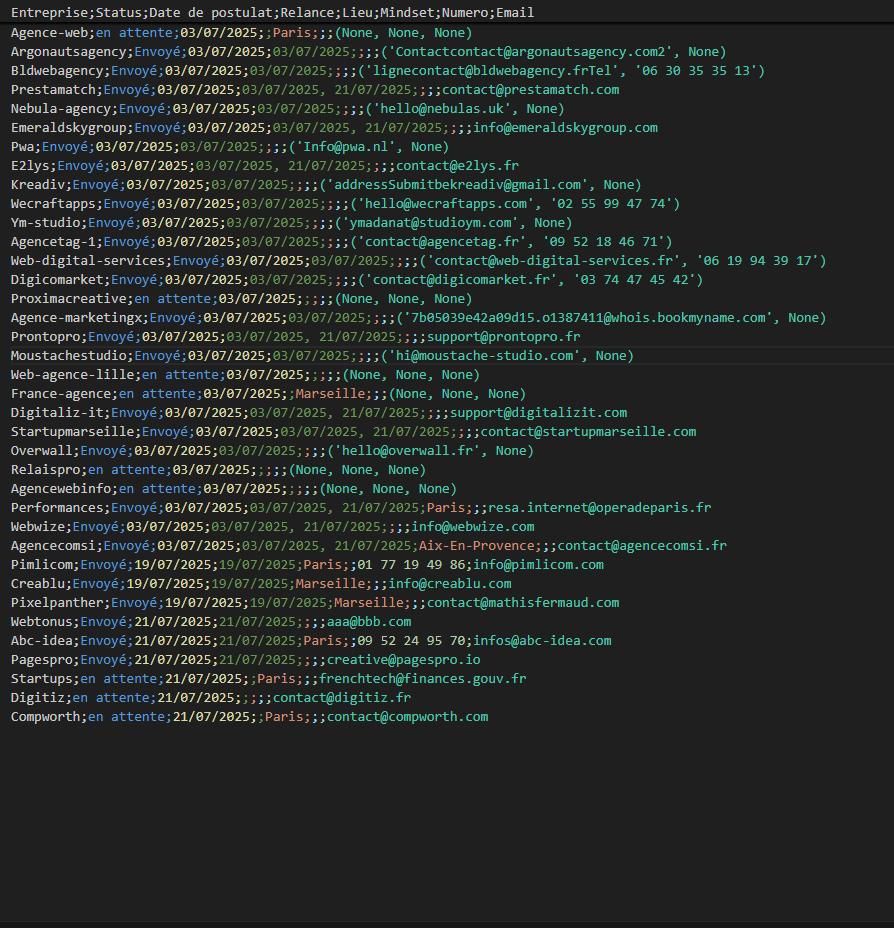 Entreprise;Status;Date de postulat;Relance;Lieu;Mindset;Numero;Email
Agence-web;en attente;03/07/2025;;Paris;;;(None, None, None)
Argonautsagency;Envoyé;03/07/2025;03/07/2025;;;;('Contactcontact@argonautsagency.com2', None)
Bldwebagency;Envoyé;03/07/2025;03/07/2025;;;;('lignecontact@bldwebagency.frTel', '06 30 35 35 13')
Prestamatch;Envoyé;03/07/2025;03/07/2025, 21/07/2025;;;;contact@prestamatch.com
Nebula-agency;Envoyé;03/07/2025;03/07/2025;;;;('hello@nebulas.uk', None)
Emeraldskygroup;Envoyé;03/07/2025;03/07/2025, 21/07/2025;;;;info@emeraldskygroup.com
Pwa;Envoyé;03/07/2025;03/07/2025;;;;('Info@pwa.nl', None)
E2lys;Envoyé;03/07/2025;03/07/2025, 21/07/2025;;;;contact@e2lys.fr
Kreadiv;Envoyé;03/07/2025;03/07/2025;;;;('addressSubmitbekreadiv@gmail.com', None)
Wecraftapps;Envoyé;03/07/2025;03/07/2025;;;;('hello@wecraftapps.com', '02 55 99 47 74')
Ym-studio;Envoyé;03/07/2025;03/07/2025;;;;('ymadanat@studioym.com', None)
Agencetag-1;Envoyé;03/07/2025;03/07/2025;;;;('contact@agencetag.fr', '09 52 18 46 71')
Web-digital-services;Envoyé;03/07/2025;03/07/2025;;;;('contact@web-digital-services.fr', '06 19 94 39 17')
Digicomarket;Envoyé;03/07/2025;03/07/2025;;;;('contact@digicomarket.fr', '03 74 47 45 42')
Proximacreative;en attente;03/07/2025;;;;;(None, None, None)
Agence-marketingx;Envoyé;03/07/2025;03/07/2025;;;;('7b05039e42a09d15.o1387411@whois.bookmyname.com', None)
Prontopro;Envoyé;03/07/2025;03/07/2025, 21/07/2025;;;;support@prontopro.fr
Moustachestudio;Envoyé;03/07/2025;03/07/2025;;;;('hi@moustache-studio.com', None)
Web-agence-lille;en attente;03/07/2025;;;;;(None, None, None)
France-agence;en attente;03/07/2025;;Marseille;;;(None, None, None)
Digitaliz-it;Envoyé;03/07/2025;03/07/2025, 21/07/2025;;;;support@digitalizit.com
Startupmarseille;Envoyé;03/07/2025;03/07/2025, 21/07/2025;;;;contact@startupmarseille.com
Overwall;Envoyé;03/07/2025;03/07/2025;;;;('hello@overwall.fr', None)
Relaispro;en attente;03/07/2025;;;;;(None, None, None)
Agencewebinfo;en attente;03/07/2025;;;;;(None, None, None)
Performances;Envoyé;03/07/2025;03/07/2025, 21/07/2025;Paris;;;resa.internet@operadeparis.fr
Webwize;Envoyé;03/07/2025;03/07/2025, 21/07/2025;;;;info@webwize.com
Agencecomsi;Envoyé;03/07/2025;03/07/2025, 21/07/2025;Aix-En-Provence;;;contact@agencecomsi.fr
Pimlicom;Envoyé;19/07/2025;19/07/2025;Paris;;01 77 19 49 86;info@pimlicom.com
Creablu;Envoyé;19/07/2025;19/07/2025;Marseille;;;info@creablu.com
Pixelpanther;Envoyé;19/07/2025;19/07/2025;Marseille;;;contact@mathisfermaud.com
Webtonus;Envoyé;21/07/2025;21/07/2025;;;;aaa@bbb.com
Abc-idea;Envoyé;21/07/2025;21/07/2025;Paris;;09 52 24 95 70;infos@abc-idea.com
Pagespro;Envoyé;21/07/2025;21/07/2025;;;;creative@pagespro.io
Startups;en attente;21/07/2025;;Paris;;;frenchtech@finances.gouv.fr
Digitiz;en attente;21/07/2025;;;;;contact@digitiz.fr
Compworth;en attente;21/07/2025;;Paris;;;contact@compworth.com